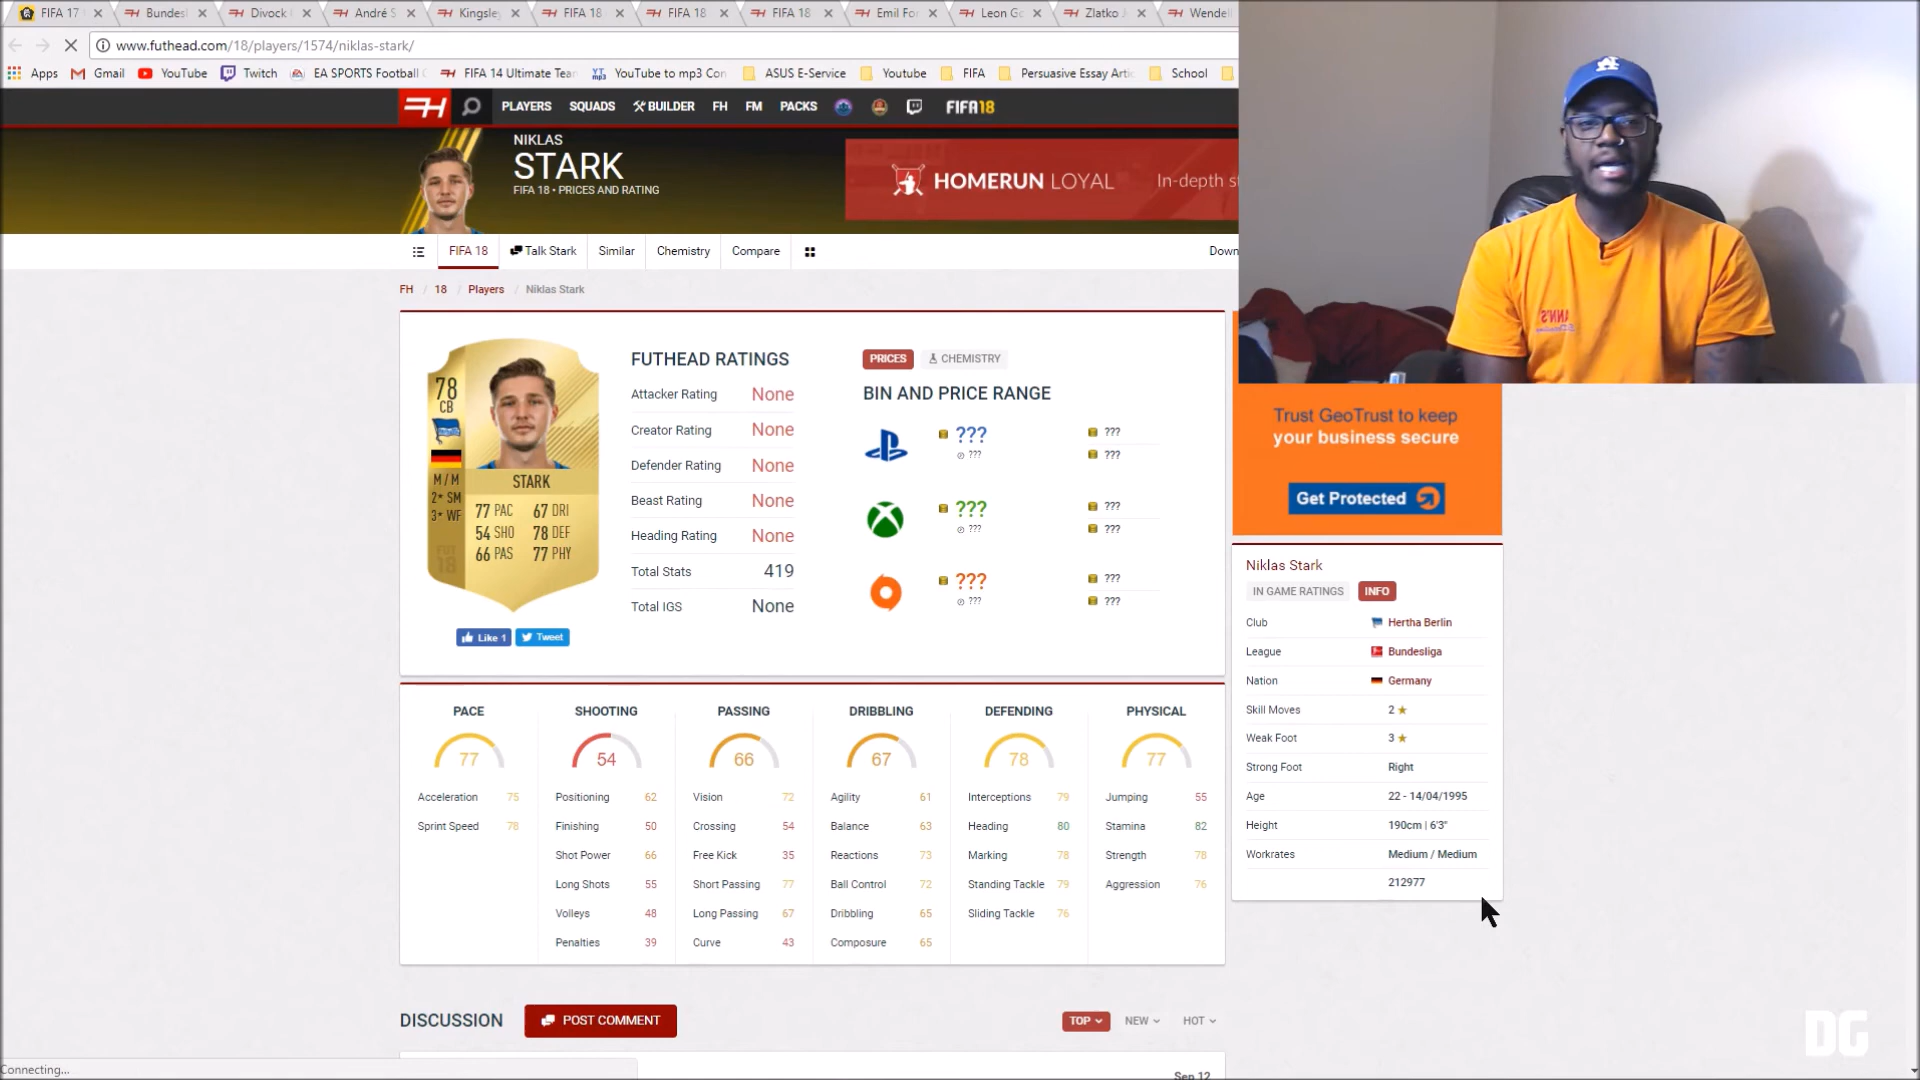 FIFA 17
Bundesl
Divock
André S
Kingsle
FIFA 18
FIFA 18
FIFA 18
Emil For
Leon Go
Zlatko J
Wendell
www.futhead.com/18/players/1574/niklas-stark/
Apps
Gmail
YouTube
Twitch
EA SPORTS Football
FIFA 14 Ultimate Tea
YouTube to mp3 Con
ASUS E-Service
Youtube
FIFA
Persuasive Essay Artic
School
PLAYERS
SQUADS
BUILDER
FH
FM
PACKS
FIFA18
NIKLAS
STARK
FIFA 18 • PRICES AND RATING
HOMERUN LOYAL
In-depth s
FIFA 18
Talk Stark
Similar
Chemistry
Compare
Down
FH / 18 / Players / Niklas Stark
78
CB
M / M
2* SM
3* WF
FUT
18
STARK
77 PAC 67 DRI
54 SHO 78 DEF
66 PAS 77 PHY
Like 1
Tweet
FUTHEAD RATINGS
Attacker Rating None
Creator Rating None
Defender Rating None
Beast Rating None
Heading Rating None
Total Stats 419
Total IGS None
PRICES
CHEMISTRY
BIN AND PRICE RANGE
??? ???
??? ???
??? ???
??? ???
??? ???
??? ???
Trust GeoTrust to keep
your business secure
Get Protected
Niklas Stark
IN GAME RATINGS
INFO
Club Hertha Berlin
League Bundesliga
Nation Germany
Skill Moves 2 ★
Weak Foot 3 ★
Strong Foot Right
Age 22 - 14/04/1995
Height 190cm | 6'3"
Workrates Medium / Medium
212977
PACE
77
Acceleration 75
Sprint Speed 78
SHOOTING
54
Positioning 62
Finishing 50
Shot Power 66
Long Shots 55
Volleys 48
Penalties 39
PASSING
66
Vision 72
Crossing 54
Free Kick 35
Short Passing 77
Long Passing 67
Curve 43
DRIBBLING
67
Agility 61
Balance 63
Reactions 73
Ball Control 72
Dribbling 65
Composure 65
DEFENDING
78
Interceptions 79
Heading 80
Marking 78
Standing Tackle 79
Sliding Tackle 76
PHYSICAL
77
Jumping 55
Stamina 82
Strength 78
Aggression 76
DISCUSSION
POST COMMENT
TOP
NEW
HOT
Sep 12
Connecting...
DG